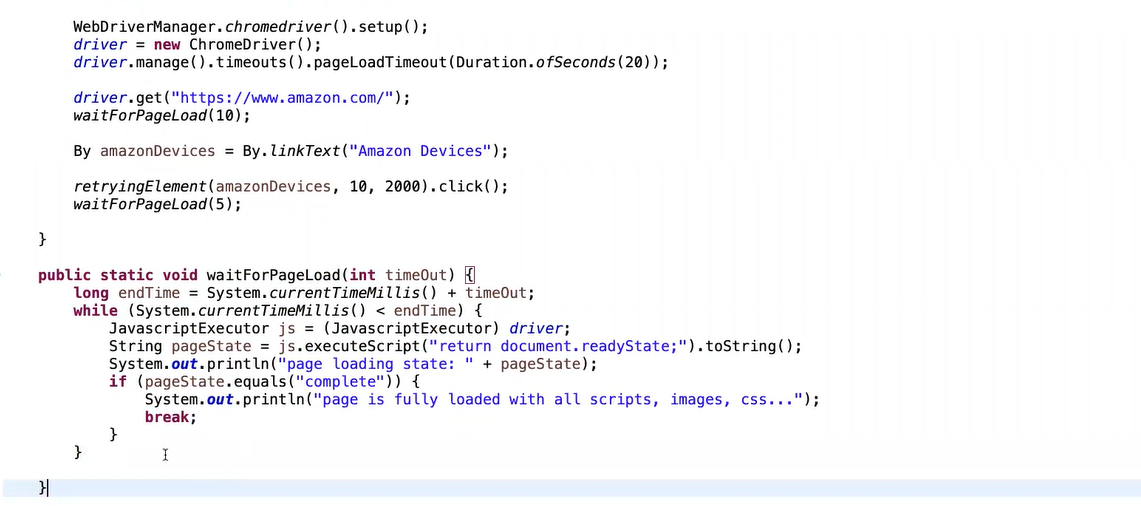 WebDriverManager.chromedriver().setup();
driver = new ChromeDriver();
driver.manage().timeouts().pageLoadTimeout(Duration.ofSeconds(20));
driver.get("https://www.amazon.com/");
waitForPageLoad(10);
By amazonDevices = By.linkText("Amazon Devices");
retryingElement(amazonDevices, 10, 2000).click();
waitForPageLoad(5);
}
public static void waitForPageLoad(int timeOut) {
long endTime = System.currentTimeMillis() + timeOut;
while (System.currentTimeMillis() < endTime) {
JavascriptExecutor js = (JavascriptExecutor) driver;
String pageState = js.executeScript("return document.readyState;").toString();
System.out.println("page loading state: " + pageState);
if (pageState.equals("complete")) {
System.out.println("page is fully loaded with all scripts, images, css...");
break;
}
}
}